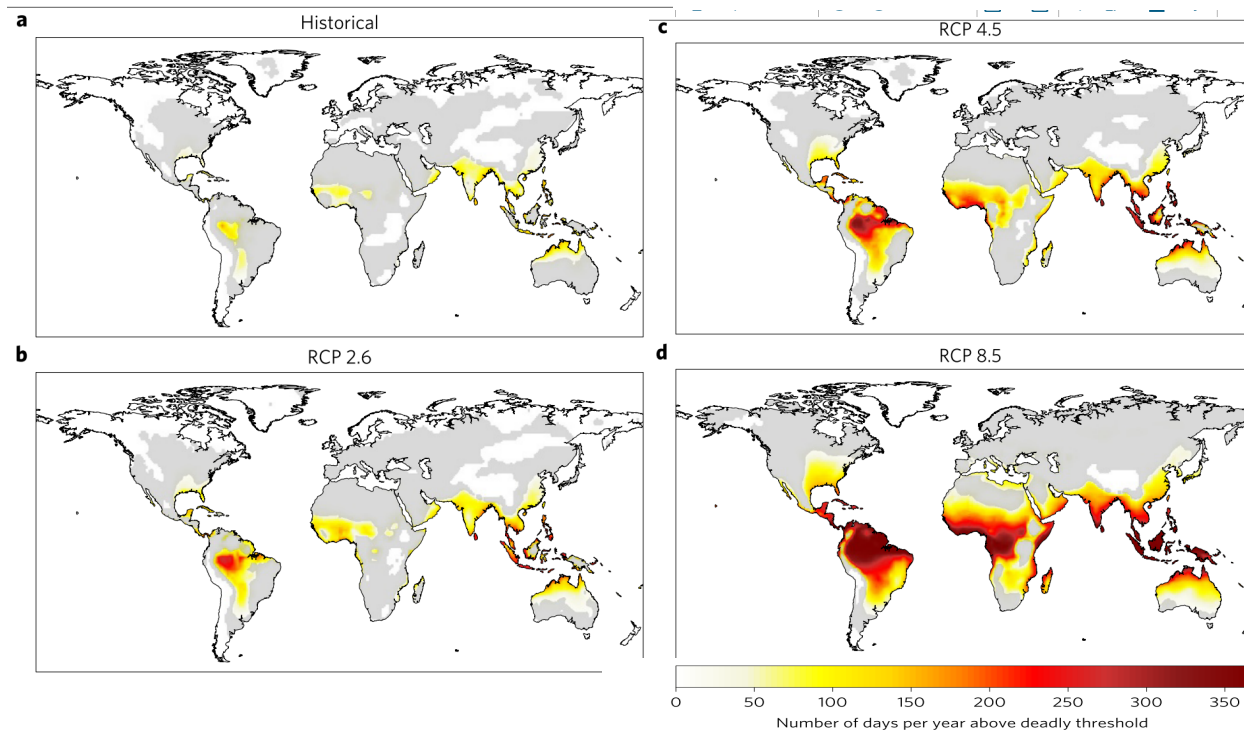 a
Historical
c
RCP 4.5
b
RCP 2.6
d
RCP 8.5
0 50 100 150 200 250 300 350
Number of days per year above deadly threshold